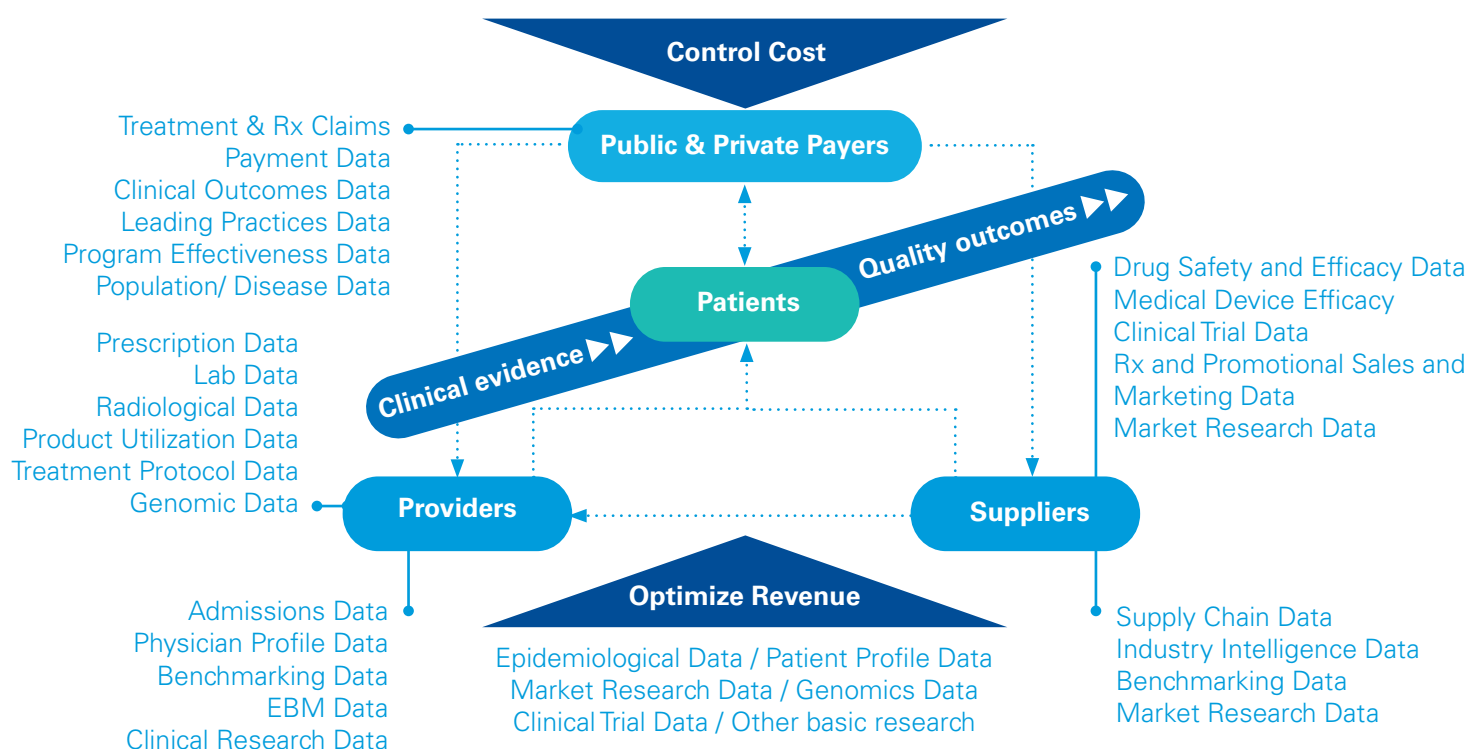 Control Cost
Public & Private Payers
Treatment & Rx Claims
Payment Data
Clinical Outcomes Data
Leading Practices Data
Program Effectiveness Data
Population/ Disease Data
Quality outcomes
Patients
Clinical evidence
Drug Safety and Efficacy Data
Medical Device Efficacy
Clinical Trial Data
Rx and Promotional Sales and
Marketing Data
Market Research Data
Prescription Data
Lab Data
Radiological Data
Product Utilization Data
Treatment Protocol Data
Genomic Data
Providers
Suppliers
Optimize Revenue
Admissions Data
Physician Profile Data
Benchmarking Data
EBM Data
Clinical Research Data
Epidemiological Data / Patient Profile Data
Market Research Data / Genomics Data
Clinical Trial Data / Other basic research
Supply Chain Data
Industry Intelligence Data
Benchmarking Data
Market Research Data